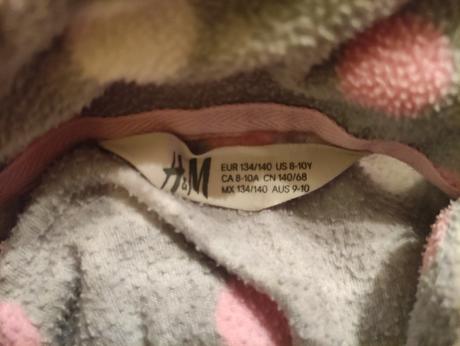 H&M
EUR 134/140 US 8-10Y
CA 8-10A CN 140/68
MX 134/140 AUS 9-10